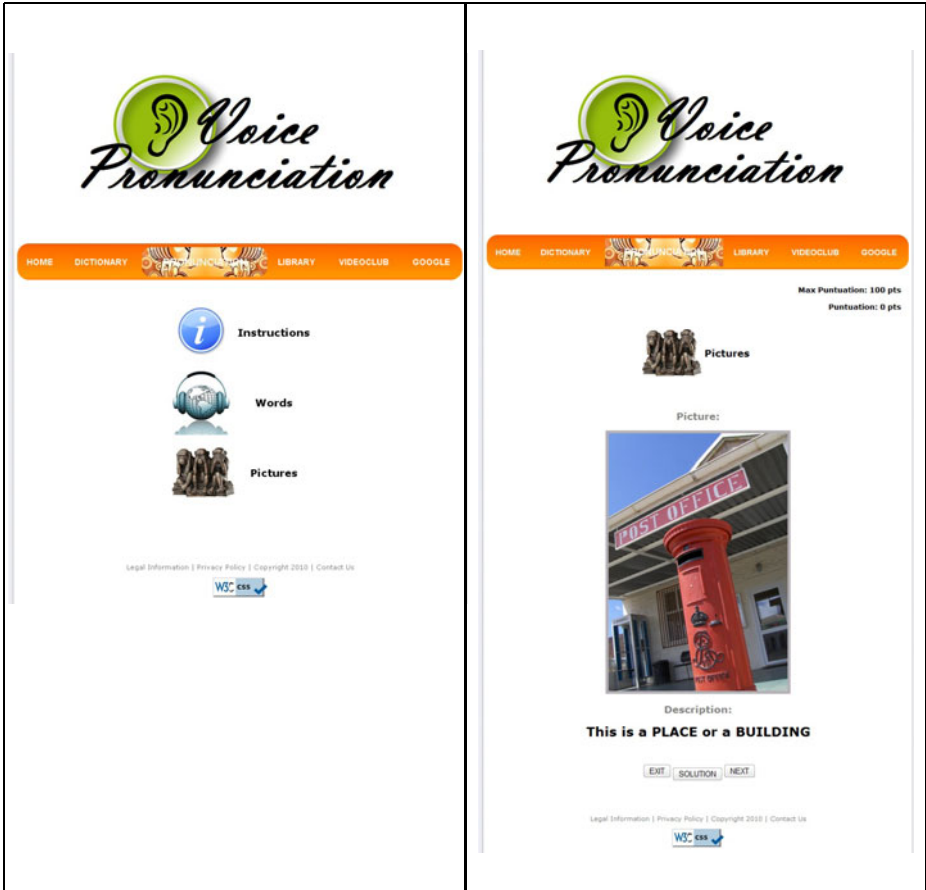 Voice
Pronunciation
HOME DICTIONARY PRONUNCIATION LIBRARY VIDEOCLUB GOOGLE
Instructions
Words
Pictures
Legal Information | Privacy Policy | Copyright 2010 | Contact Us
W3C css
Voice
Pronunciation
HOME DICTIONARY PRONUNCIATION LIBRARY VIDEOCLUB GOOGLE
Max Puntuation: 100 pts
Puntuation: 0 pts
Pictures
Picture:
POST OFFICE
POST OFFICE
Description:
This is a PLACE or a BUILDING
EXIT SOLUTION NEXT
Legal Information | Privacy Policy | Copyright 2010 | Contact Us
W3C css